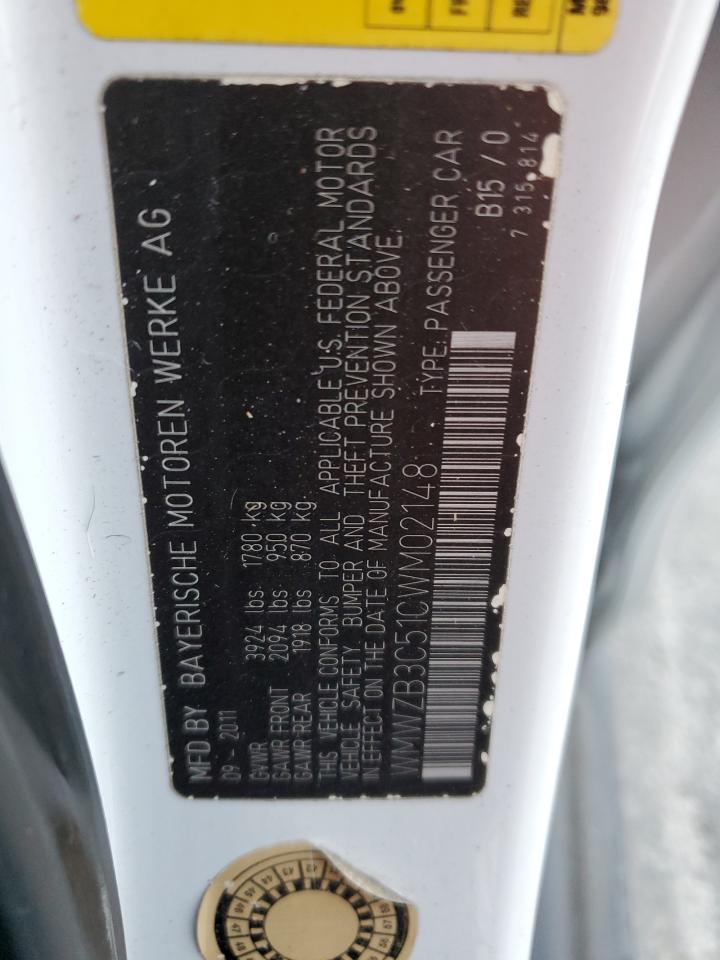 MFD BY BAYERISCHE MOTOREN WERKE AG
09 - 2011
GVWR 3924 lbs 1780 kg
GAWR FRONT 2094 lbs 950 kg
GAWR REAR 1918 lbs 870 kg
THIS VEHICLE CONFORMS TO ALL APPLICABLE U.S. FEDERAL MOTOR
VEHICLE SAFETY, BUMPER AND THEFT PREVENTION STANDARDS
IN EFFECT ON THE DATE OF MANUFACTURE SHOWN ABOVE.
WMWZB3C51CWM02148 TYPE: PASSENGER CAR
B15 / 0
7 315 814